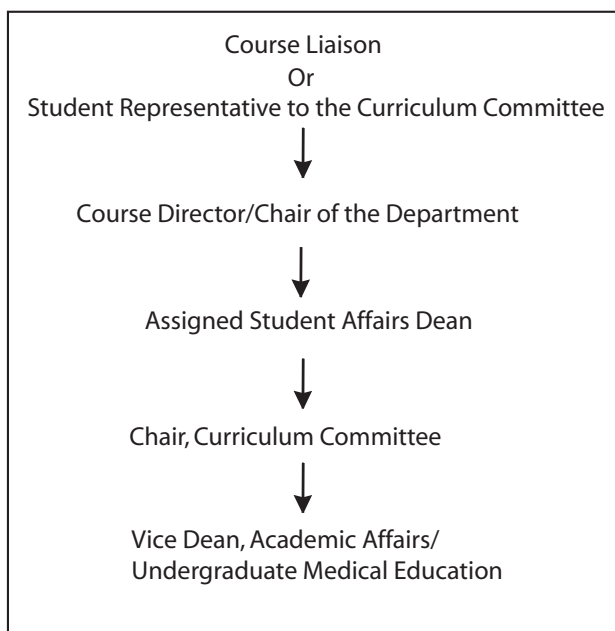 Course Liaison
Or
Student Representative to the Curriculum Committee
Course Director/Chair of the Department
Assigned Student Affairs Dean
Chair, Curriculum Committee
Vice Dean, Academic Affairs/
Undergraduate Medical Education